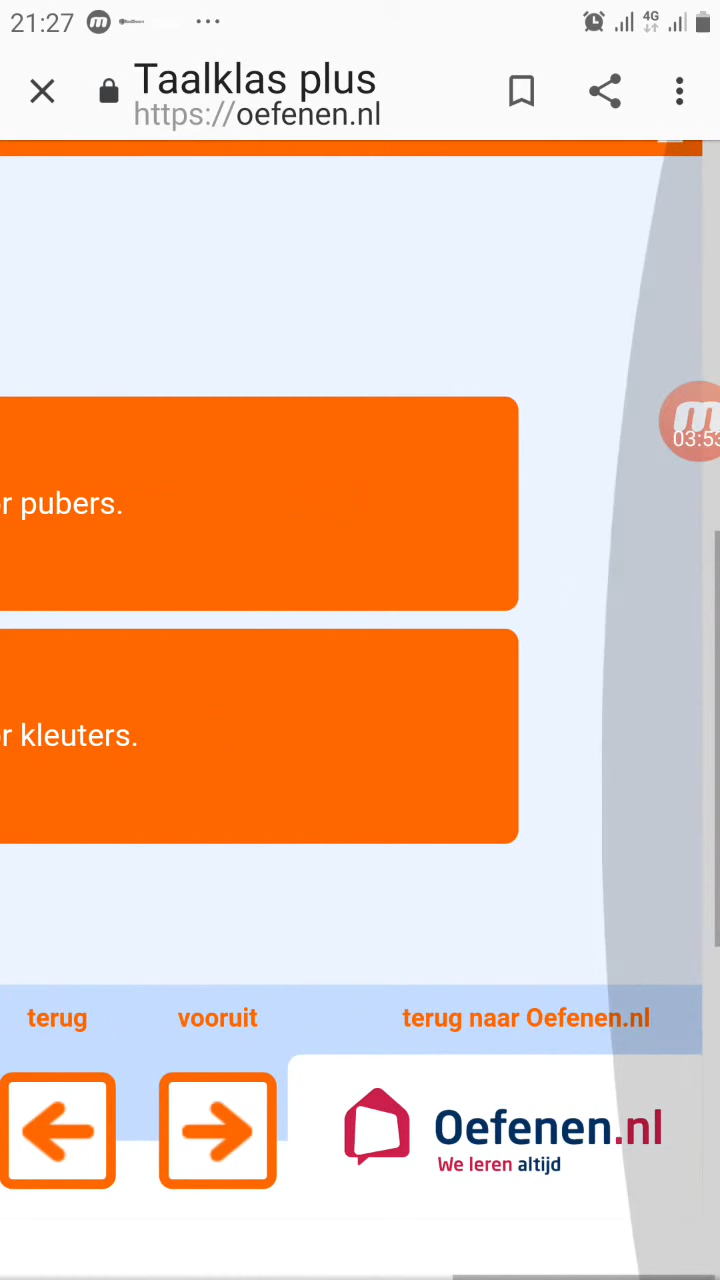 21:27
4G
Taalklas plus
https://oefenen.nl
03:53
r pubers.
r kleuters.
terug vooruit terug naar Oefenen.nl
Oefenen.nl
We leren altijd